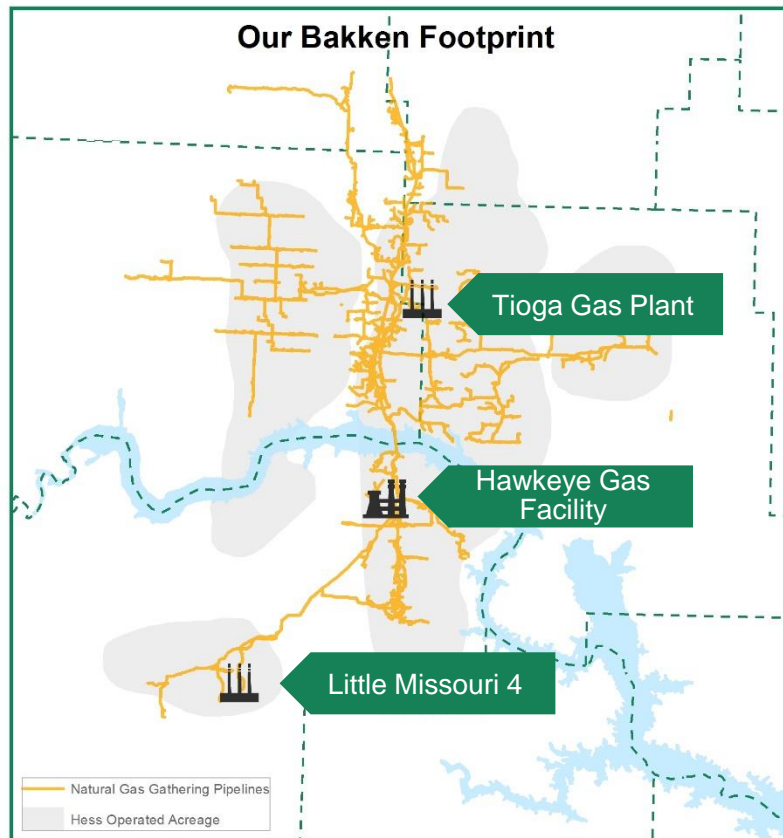 Our Bakken Footprint
Tioga Gas Plant
Hawkeye Gas
Facility
Little Missouri 4
Natural Gas Gathering Pipelines
Hess Operated Acreage